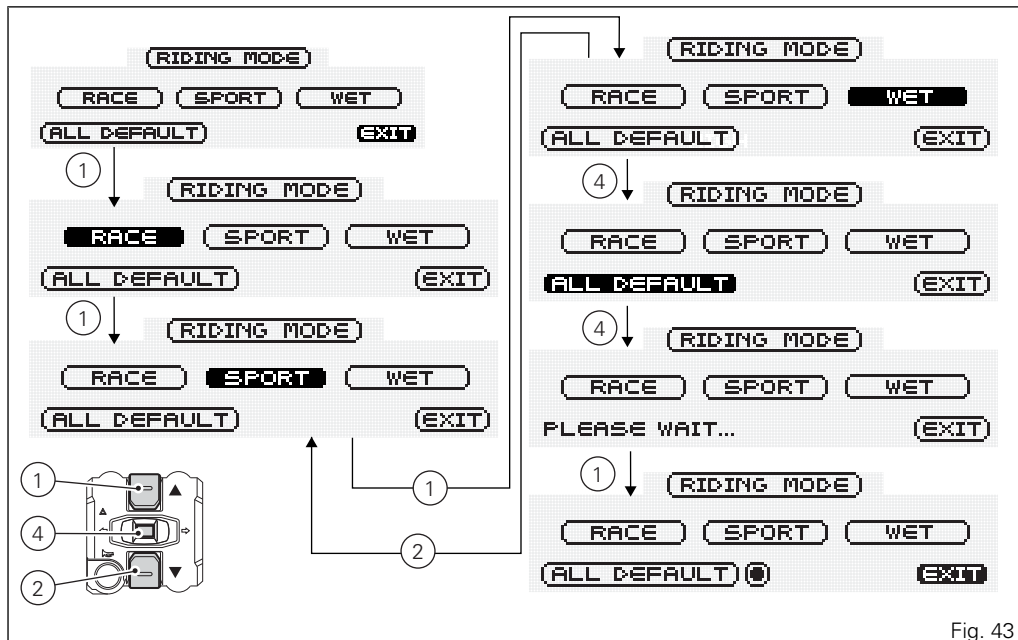 RIDING MODE
RACE SPORT WET
ALL DEFAULT EXIT
1
RIDING MODE
RACE SPORT WET
ALL DEFAULT EXIT
1
RIDING MODE
RACE SPORT WET
ALL DEFAULT EXIT
1
4
2
1
2
RIDING MODE
RACE SPORT WET
ALL DEFAULT EXIT
4
RIDING MODE
RACE SPORT WET
ALL DEFAULT EXIT
4
RIDING MODE
RACE SPORT WET
PLEASE WAIT... EXIT
1
RIDING MODE
RACE SPORT WET
ALL DEFAULT EXIT
Fig. 43